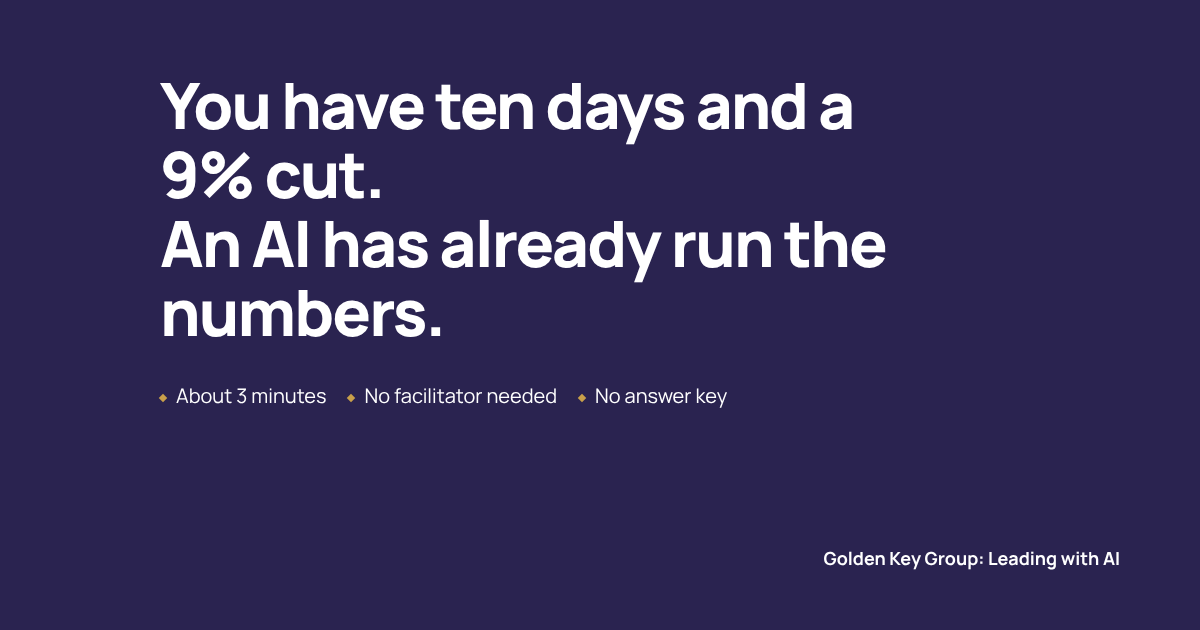 You have ten days and a
9% cut.
An AI has already run the
numbers.
About 3 minutes
No facilitator needed
No answer key
Golden Key Group: Leading with AI